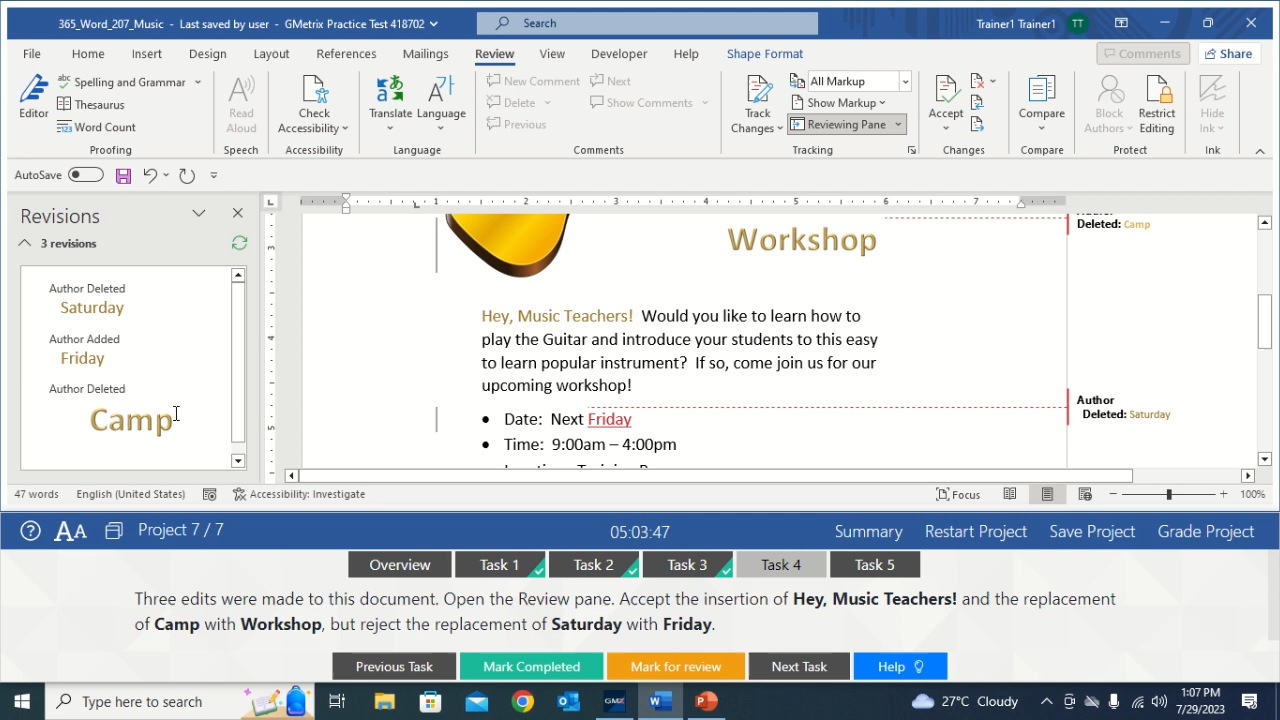 365_Word_207_Music - Last saved by user - GMetrix Practice Test 418702
Search
Trainer1 Trainer1
TT
File Home Insert Design Layout References Mailings Review View Developer Help Shape Format
Comments
Share
Editor
Spelling and Grammar
Thesaurus
Word Count
Proofing
Read Aloud
Speech
Check Accessibility
Accessibility
Translate
Language
Language
New Comment
Delete
Previous
Next
Show Comments
Comments
Track Changes
All Markup
Show Markup
Reviewing Pane
Tracking
Accept
Changes
Compare
Compare
Block Authors
Restrict Editing
Protect
Hide Ink
Ink
AutoSave Off
Revisions
3 revisions
Author Deleted
Saturday
Author Added
Friday
Author Deleted
Camp
1 2 3 4 5 6 7
3
4
5
Workshop
Hey, Music Teachers! Would you like to learn how to
play the Guitar and introduce your students to this easy
to learn popular instrument? If so, come join us for our
upcoming workshop!
• Date: Next Friday
• Time: 9:00am – 4:00pm
Deleted: Camp
Author
Deleted: Saturday
47 words English (United States) Accessibility: Investigate
Focus
100%
Project 7 / 7
05:03:47
Summary Restart Project Save Project Grade Project
Overview Task 1 Task 2 Task 3 Task 4 Task 5
Three edits were made to this document. Open the Review pane. Accept the insertion of Hey, Music Teachers! and the replacement
of Camp with Workshop, but reject the replacement of Saturday with Friday.
Previous Task Mark Completed Mark for review Next Task Help
Type here to search
27°C Cloudy
1:07 PM
7/29/2023